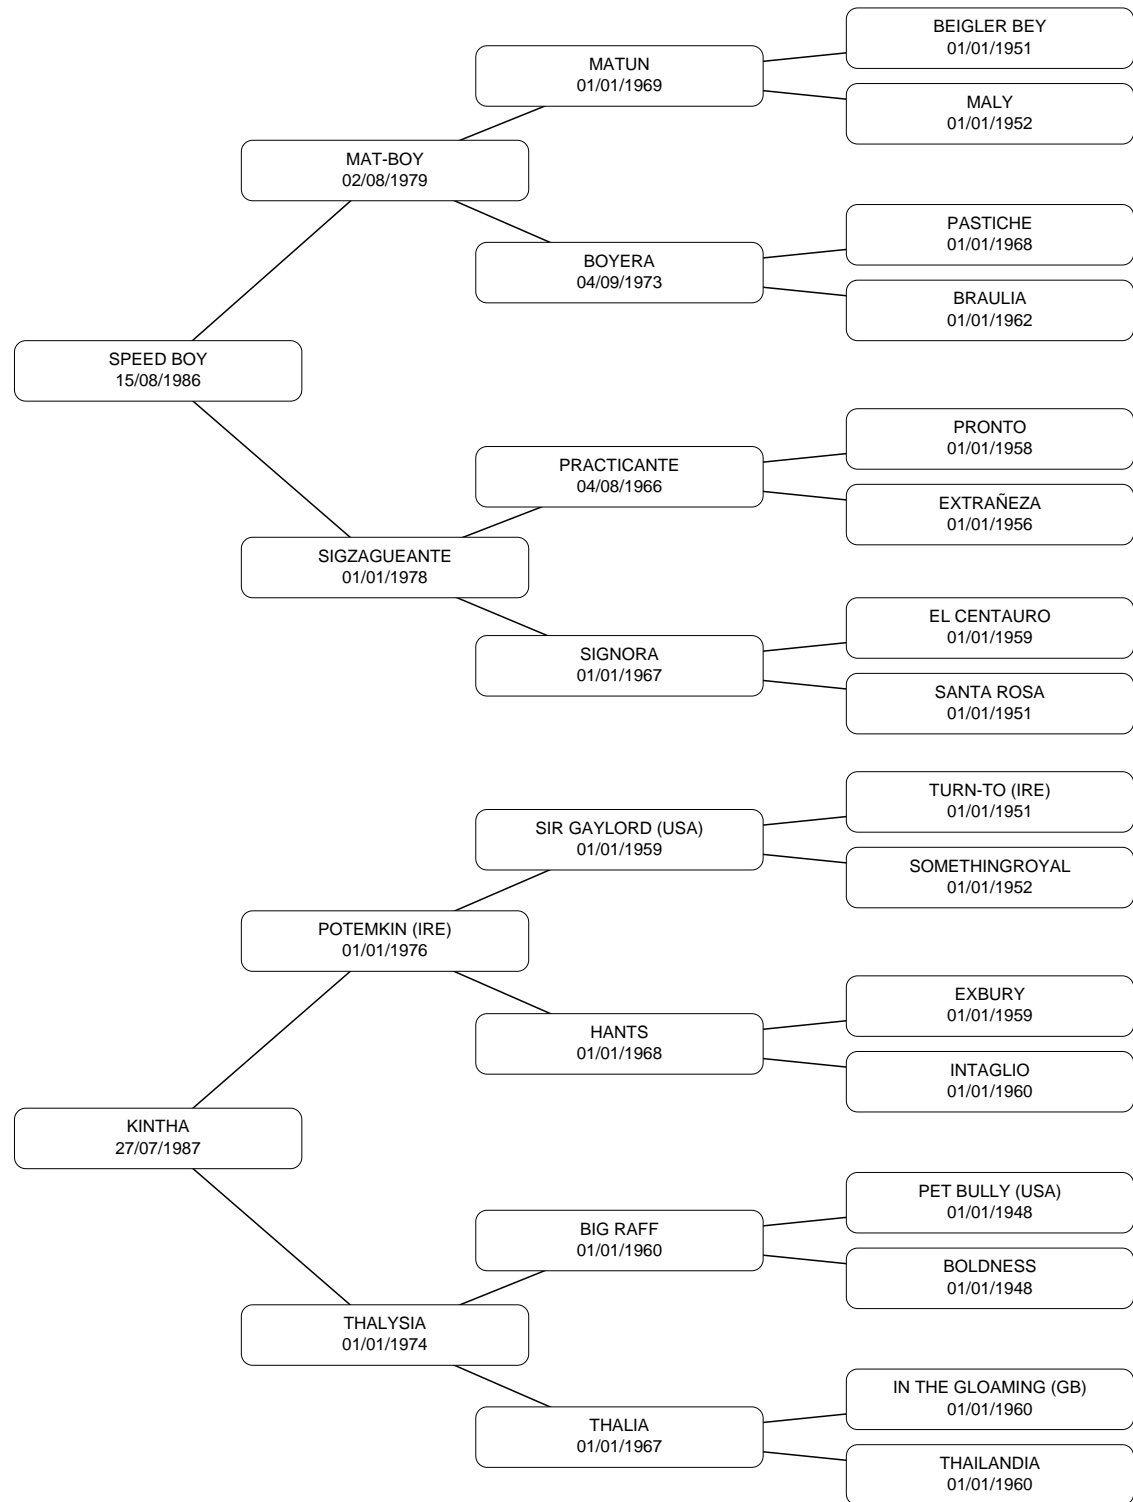 BEIGLER BEY
01/01/1951
MATUN
01/01/1969
MALY
01/01/1952
MAT-BOY
02/08/1979
PASTICHE
01/01/1968
BOYERA
04/09/1973
BRAULIA
01/01/1962
SPEED BOY
15/08/1986
PRONTO
01/01/1958
PRACTICANTE
04/08/1966
EXTRAÑEZA
01/01/1956
SIGZAGUEANTE
01/01/1978
EL CENTAURO
01/01/1959
SIGNORA
01/01/1967
SANTA ROSA
01/01/1951
TURN-TO (IRE)
01/01/1951
SIR GAYLORD (USA)
01/01/1959
SOMETHINGROYAL
01/01/1952
POTEMKIN (IRE)
01/01/1976
EXBURY
01/01/1959
HANTS
01/01/1968
INTAGLIO
01/01/1960
KINTHA
27/07/1987
PET BULLY (USA)
01/01/1948
BIG RAFF
01/01/1960
BOLDNESS
01/01/1948
THALYSIA
01/01/1974
IN THE GLOAMING (GB)
01/01/1960
THALIA
01/01/1967
THAILANDIA
01/01/1960